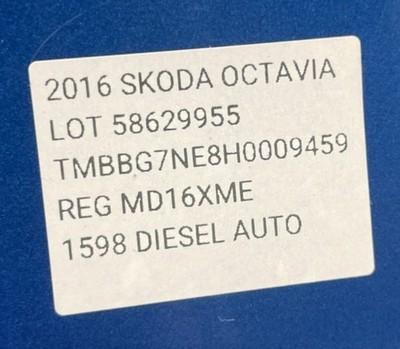 2016 SKODA OCTAVIA
LOT 58629955
TMBBG7NE8H0009459
REG MD16XME
1598 DIESEL AUTO